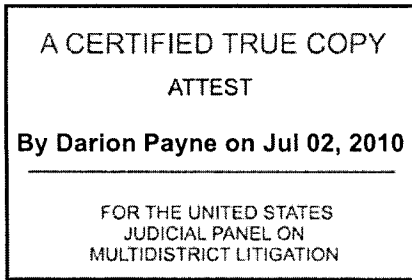 A CERTIFIED TRUE COPY
ATTEST
By Darion Payne on Jul 02, 2010
FOR THE UNITED STATES
JUDICIAL PANEL ON
MULTIDISTRICT LITIGATION